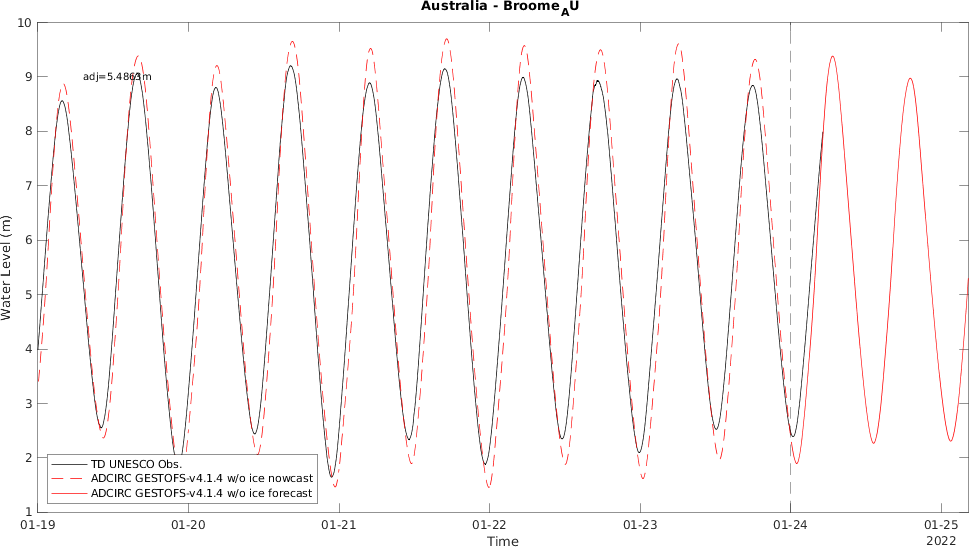 Australia - Broome_AU
10
9
8
7
6
5
4
3
2
1
Water Level (m)
adj=5.4863m
TD UNESCO Obs.
ADCIRC GESTOFS-v4.1.4 w/o ice nowcast
ADCIRC GESTOFS-v4.1.4 w/o ice forecast
01-19 01-20 01-21 01-22 01-23 01-24 01-25
Time
2022